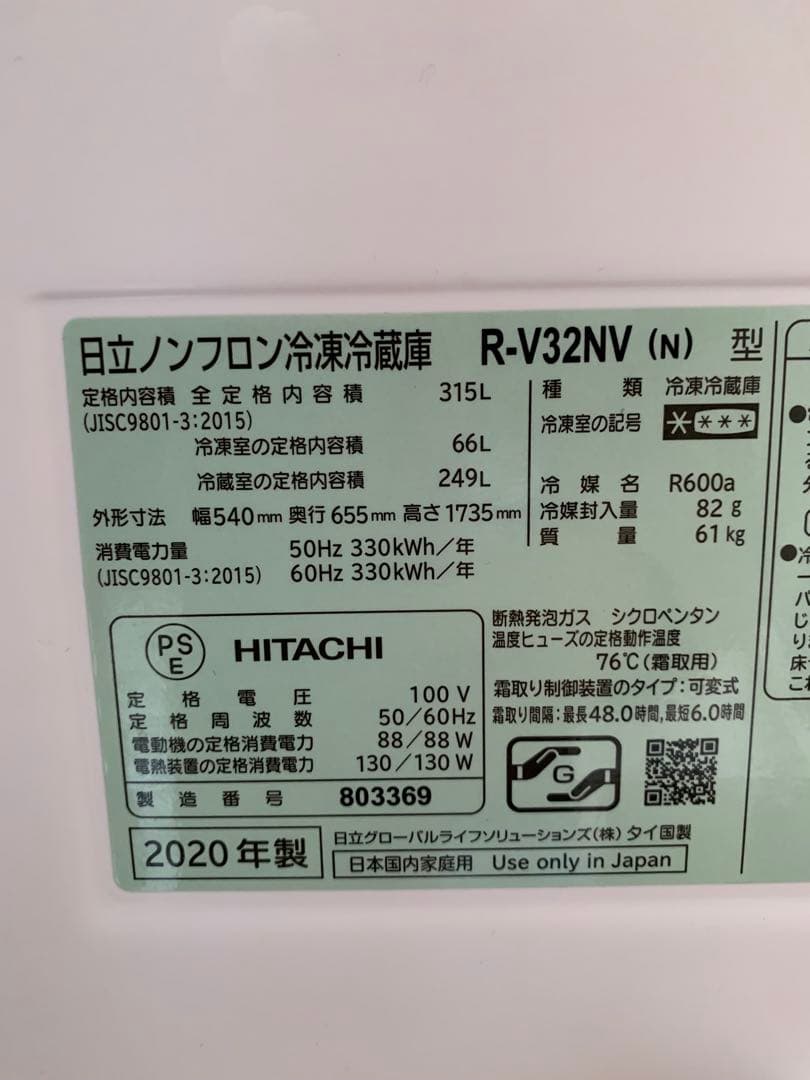 日立ノンフロン冷凍冷蔵庫 R-V32NV (N) 型
定格内容積 全定格内容積 315L
(JISC9801-3:2015)
冷凍室の定格内容積 66L
冷蔵室の定格内容積 249L
外形寸法 幅540mm 奥行655mm 高さ1735mm
消費電力量 50Hz 330kWh/年
(JISC9801-3:2015) 60Hz 330kWh/年
種類 冷凍冷蔵庫
冷凍室の記号 ****
冷媒名 R600a
冷媒封入量 82g
質量 61kg
PSE HITACHI
定格電圧 100V
定格周波数 50/60Hz
電動機の定格消費電力 88/88W
電熱装置の定格消費電力 130/130W
製造番号 803369
断熱発泡ガス シクロペンタン
温度ヒューズの定格動作温度
76℃(霜取用)
霜取り制御装置のタイプ:可変式
霜取り間隔:最長48.0時間,最短6.0時間
G
2020年製
日立グローバルライフソリューションズ(株) タイ国製
日本国内家庭用 Use only in Japan